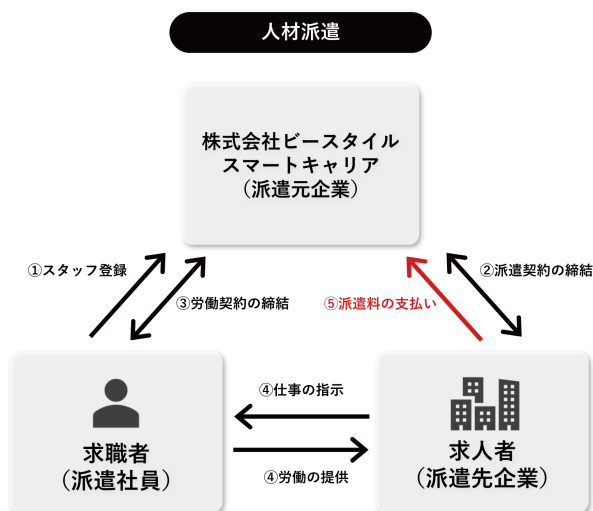 人材派遣
株式会社ビースタイル
スマートキャリア
（派遣元企業）
①スタッフ登録
②派遣契約の締結
③労働契約の締結
⑤派遣料の支払い
④仕事の指示
求職者
（派遣社員）
求人者
（派遣先企業）
④労働の提供